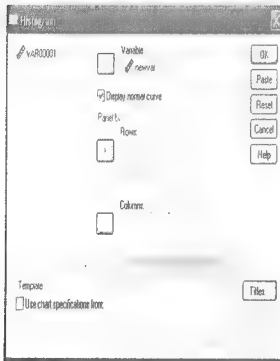 Histogram
VAR00001
Variable
newvar
Display normal curve
Panel by
Rows:
Columns:
Template
Use chart specifications from:
OK
Paste
Reset
Cancel
Help
Titles